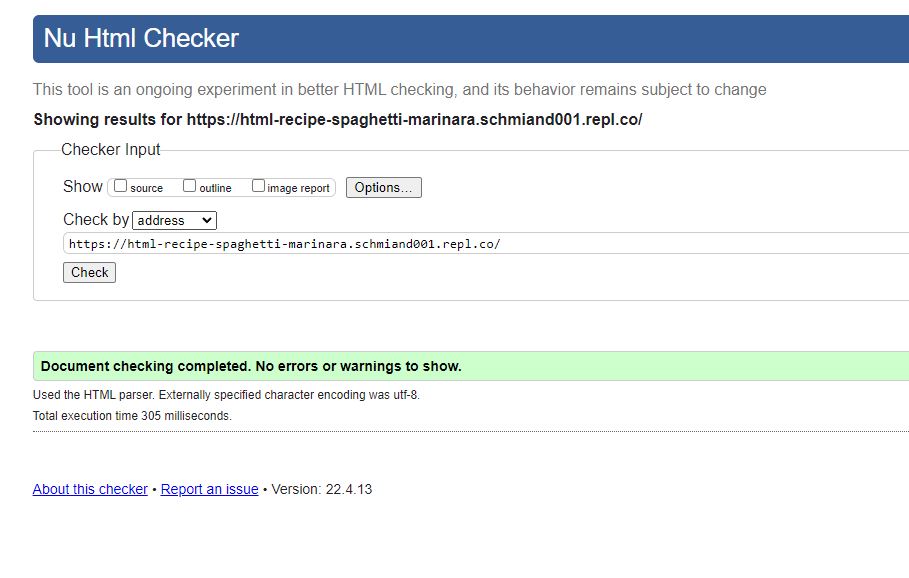 Nu Html Checker
This tool is an ongoing experiment in better HTML checking, and its behavior remains subject to change
Showing results for https://html-recipe-spaghetti-marinara.schmiand001.repl.co/
Checker Input
Show source outline image report Options...
Check by address
https://html-recipe-spaghetti-marinara.schmiand001.repl.co/
Check
Document checking completed. No errors or warnings to show.
Used the HTML parser. Externally specified character encoding was utf-8.
Total execution time 305 milliseconds.
About this checker • Report an issue • Version: 22.4.13